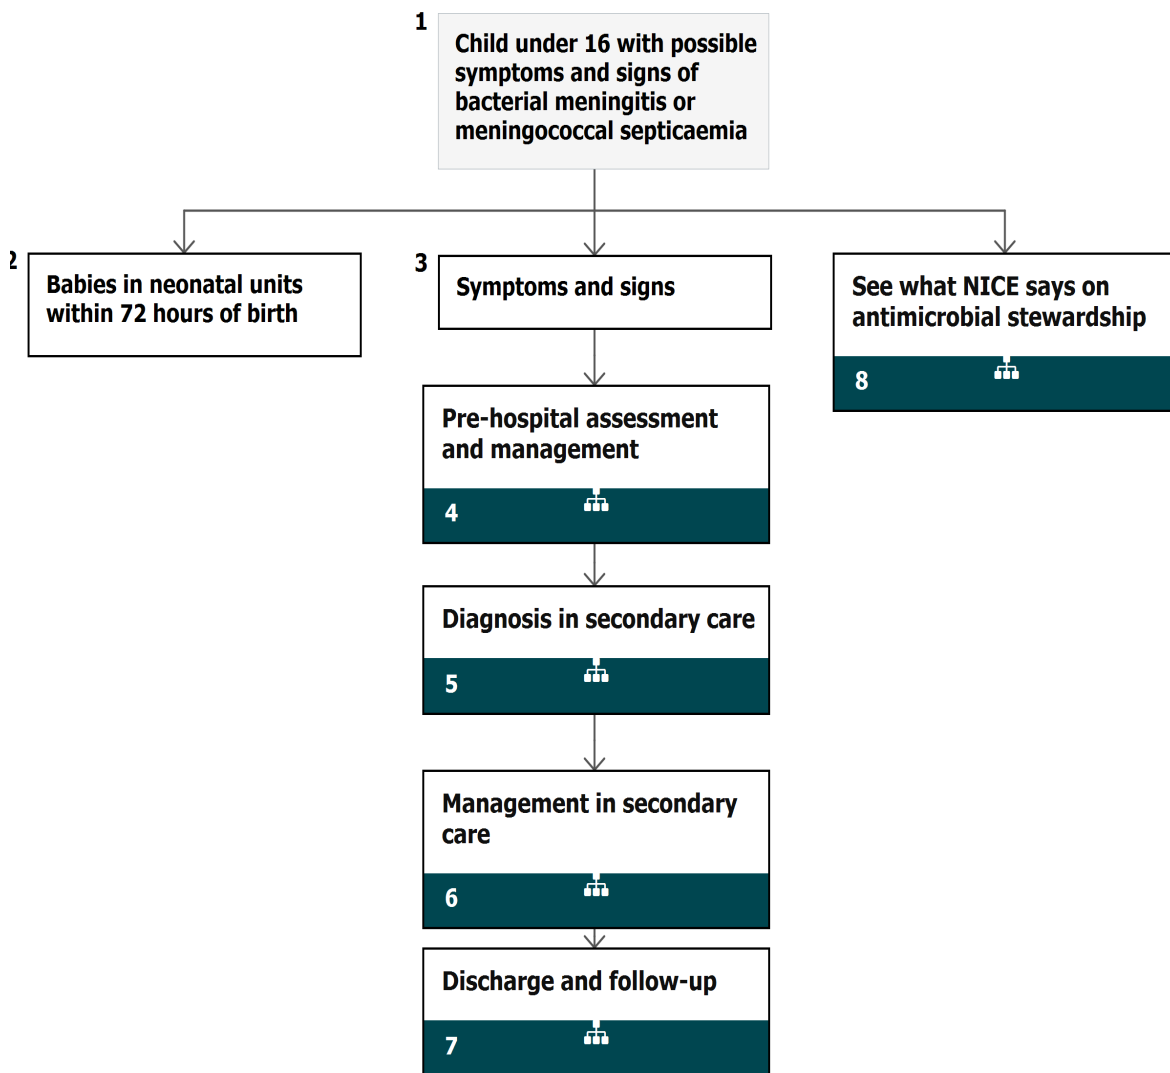 1
Child under 16 with possible
symptoms and signs of
bacterial meningitis or
meningococcal septicaemia
2
Babies in neonatal units
within 72 hours of birth
3
Symptoms and signs
See what NICE says on
antimicrobial stewardship
8
Pre-hospital assessment
and management
4
Diagnosis in secondary care
5
Management in secondary
care
6
Discharge and follow-up
7